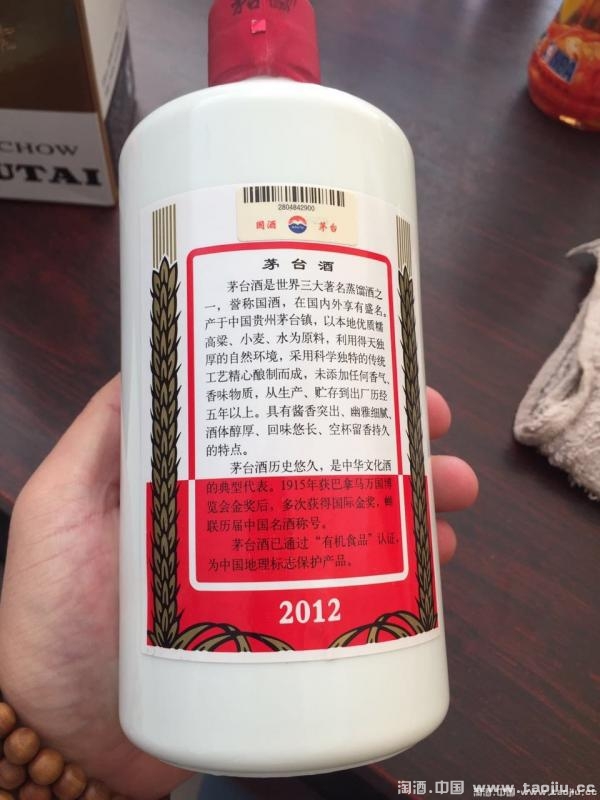 茅台
CHOW
UTAI
2804842900
国酒 茅台
茅台酒
茅台酒是世界三大著名蒸馏酒之
一，誉称国酒，在国内外享有盛名。
产于中国贵州茅台镇，以本地优质糯
高粱、小麦、水为原料，利用得天独
厚的自然环境，采用科学独特的传统
工艺精心酿制而成，未添加任何香气、
香味物质，从生产、贮存到出厂历经
五年以上。具有酱香突出、幽雅细腻、
酒体醇厚、回味悠长、空杯留香持久
的特点。
茅台酒历史悠久，是中华文化酒
的典型代表。1915年获巴拿马万国博
览会金奖后，多次获得国际金奖，蝉
联历届中国名酒称号。
茅台酒已通过“有机食品”认证，
为中国地理标志保护产品。
2012
淘酒.中国 www.taojiu.cc
淘酒.中国 www.taojiu.cc